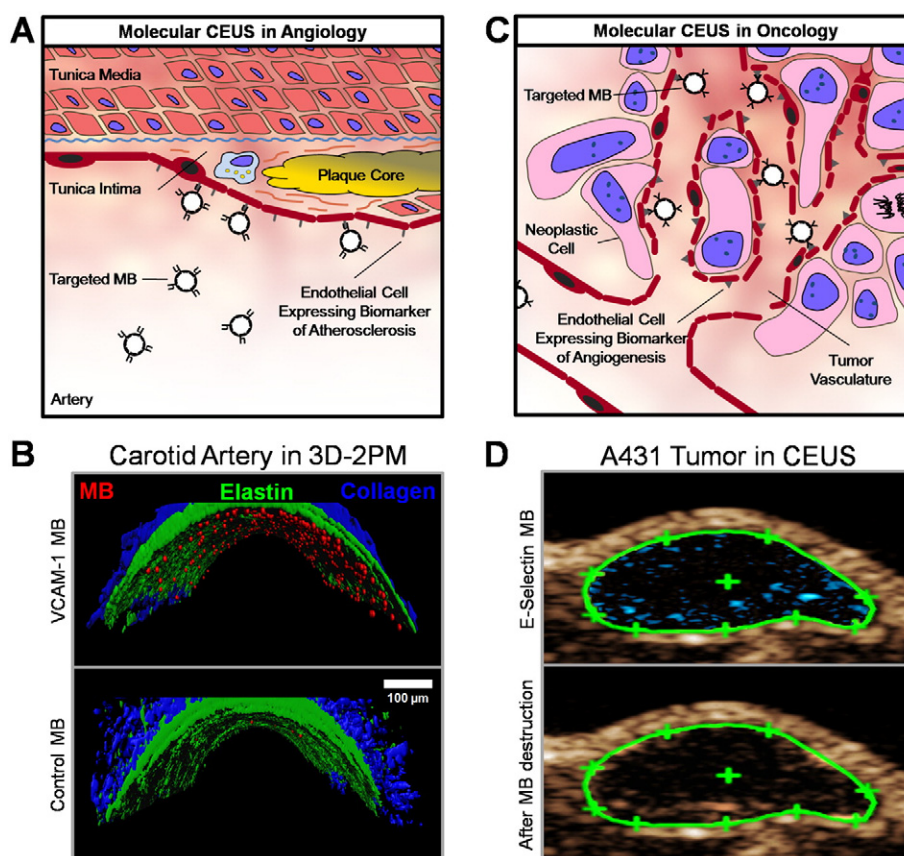 A
Molecular CEUS in Angiology
Tunica Media
Plaque Core
Tunica Intima
Targeted MB
Endothelial Cell
Expressing Biomarker
of Atherosclerosis
Artery
C
Molecular CEUS in Oncology
Targeted MB
Neoplastic
Cell
Endothelial Cell
Expressing Biomarker
of Angiogenesis
Tumor
Vasculature
B
Carotid Artery in 3D-2PM
MB Elastin Collagen
VCAM-1 MB
100 µm
Control MB
D
A431 Tumor in CEUS
E-Selectin MB
After MB destruction